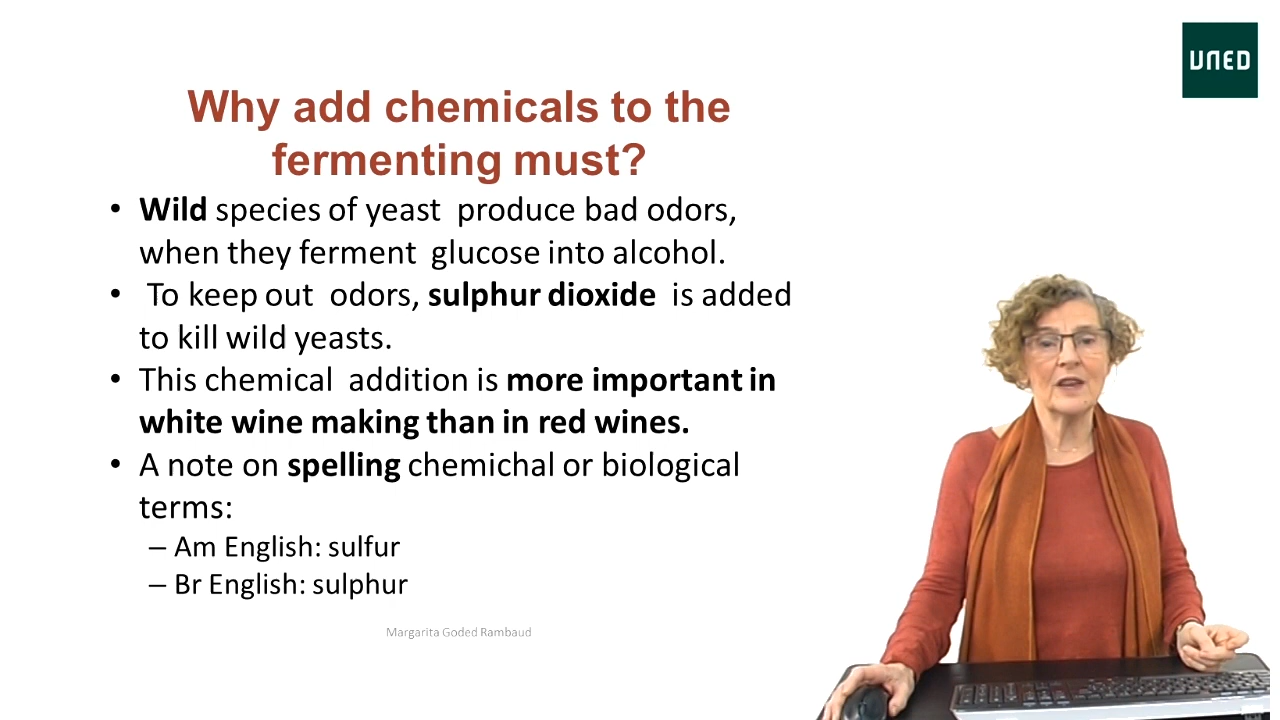 UNED
Why add chemicals to the
fermenting must?
• Wild species of yeast produce bad odors,
when they ferment glucose into alcohol.
• To keep out odors, sulphur dioxide is added
to kill wild yeasts.
• This chemical addition is more important in
white wine making than in red wines.
• A note on spelling chemichal or biological
terms:
– Am English: sulfur
– Br English: sulphur
Margarita Goded Rambaud